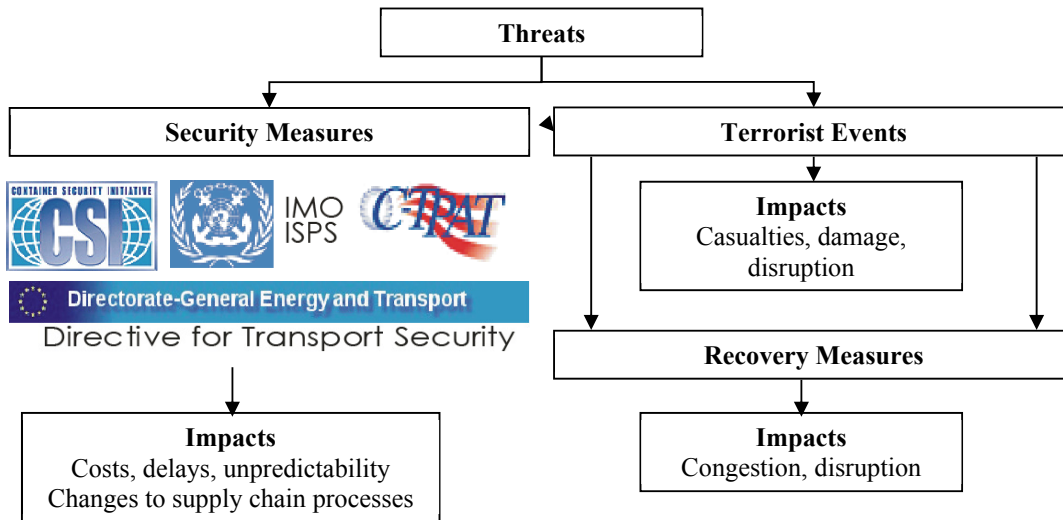 Threats
Security Measures
Terrorist Events
CONTAINER SECURITY INITIATIVE
CSI
IMO
ISPS
C-TPAT
Impacts
Casualties, damage,
disruption
Directorate-General Energy and Transport
Directive for Transport Security
Recovery Measures
Impacts
Costs, delays, unpredictability
Changes to supply chain processes
Impacts
Congestion, disruption